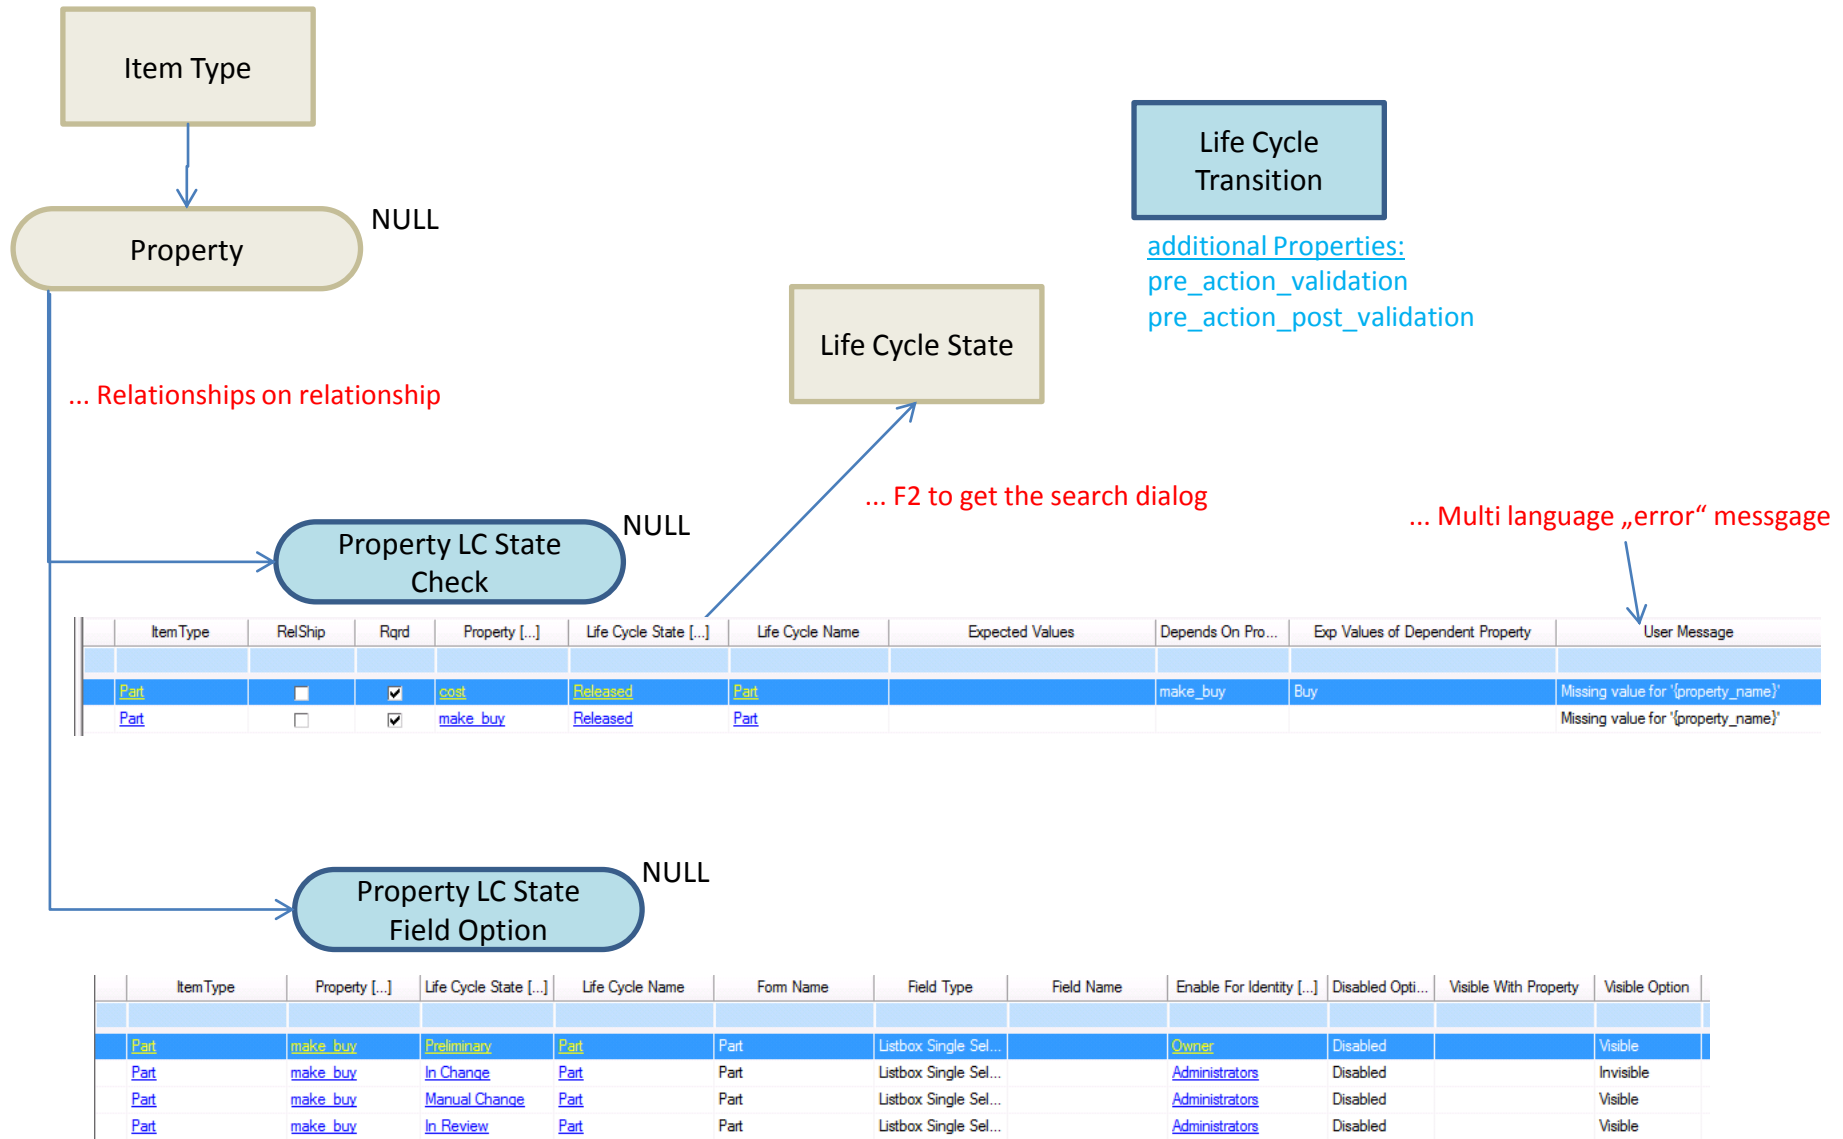 Item Type
Life Cycle
Transition
NULL
Property
additional Properties:
pre_action_validation
pre_action_post_validation
Life Cycle State
... Relationships on relationship
... F2 to get the search dialog
... Multi language „error“ messgage
NULL
Property LC State
Check
ItemType RelShip Rqrd Property [...] Life Cycle State [...] Life Cycle Name Expected Values Depends On Pro... Exp Values of Dependent Property User Message
Part cost Released Part make_buy Buy Missing value for '{property_name}'
Part make_buy Released Part Missing value for '{property_name}'
NULL
Property LC State
Field Option
ItemType Property [...] Life Cycle State [...] Life Cycle Name Form Name Field Type Field Name Enable For Identity [...] Disabled Opti... Visible With Property Visible Option
Part make_buy Preliminary Part Part Listbox Single Sel... Owner Disabled Visible
Part make_buy In Change Part Part Listbox Single Sel... Administrators Disabled Invisible
Part make_buy Manual Change Part Part Listbox Single Sel... Administrators Disabled Visible
Part make_buy In Review Part Part Listbox Single Sel... Administrators Disabled Visible